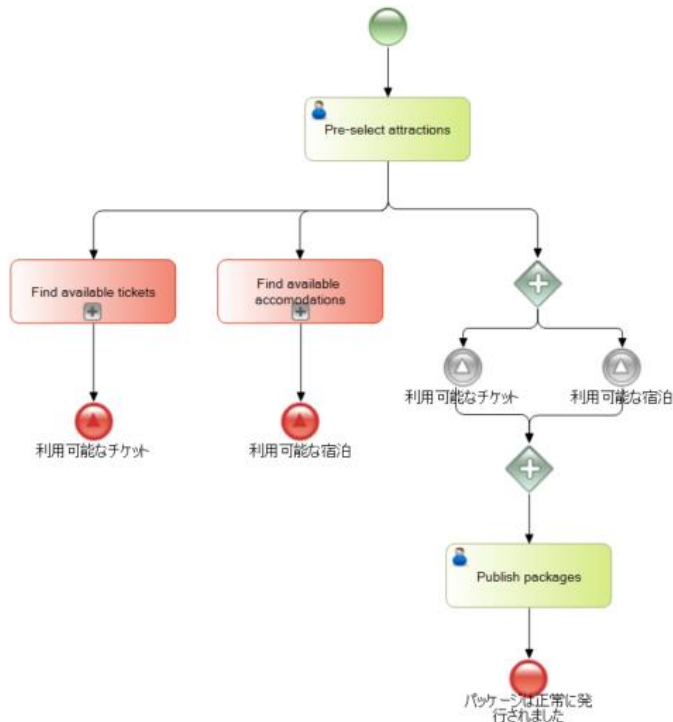 Pre-select attractions
Find available tickets
Find available
accomodations
利用可能なチケット
利用可能な宿泊
利用可能なチケット
利用可能な宿泊
Publish packages
パッケージは正常に発
行されました